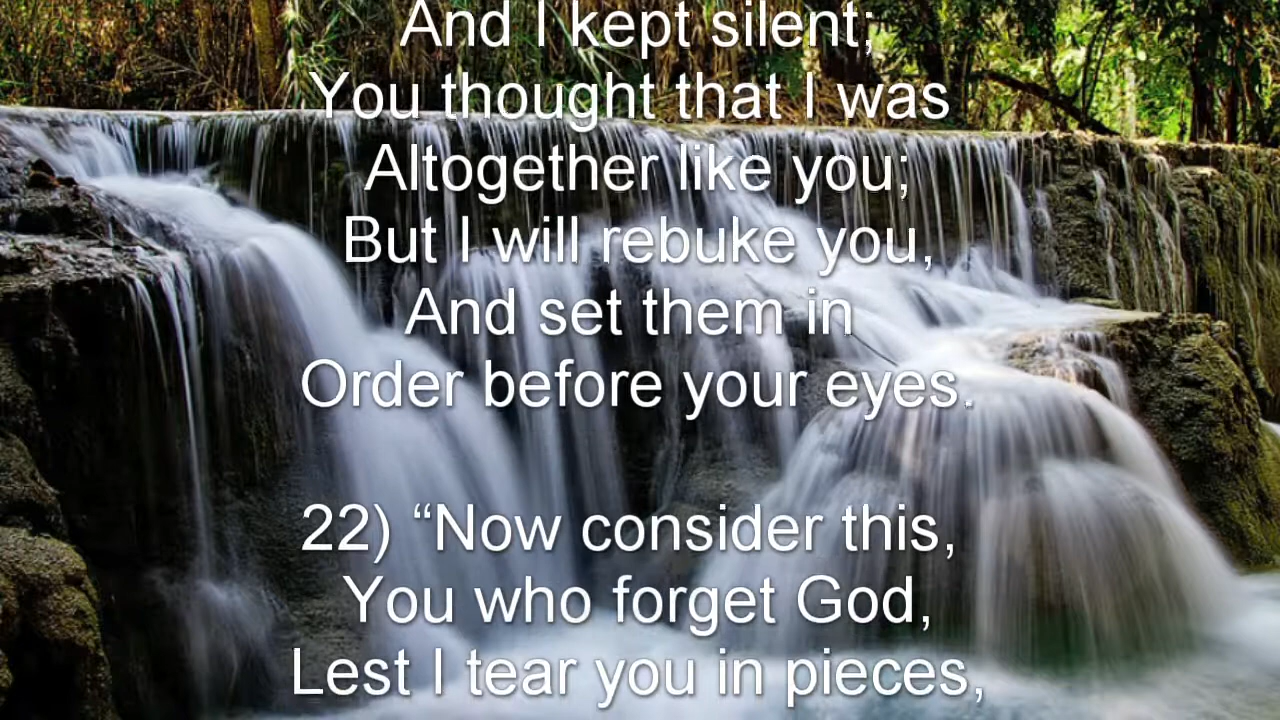 And I kept silent;
You thought that I was
Altogether like you;
But I will rebuke you,
And set them in
Order before your eyes.
22) “Now consider this,
You who forget God,
Lest I tear you in pieces,